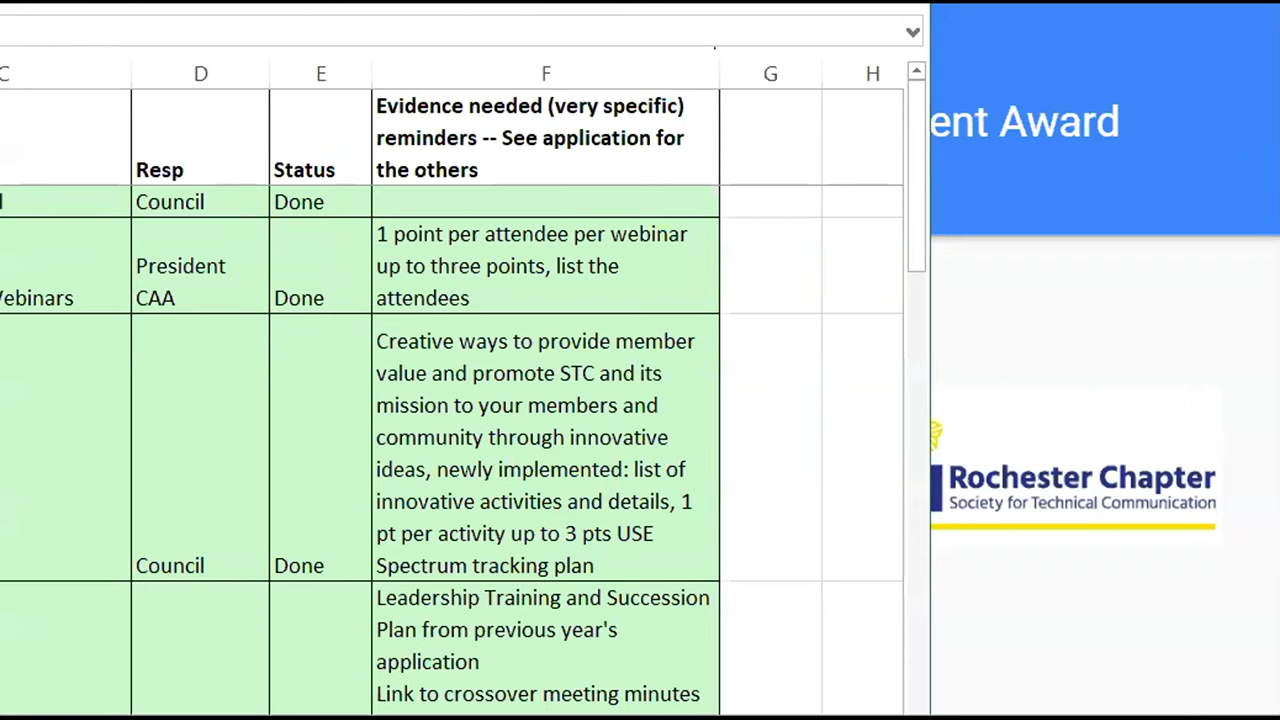 C D E F G H
Evidence needed (very specific)
reminders -- See application for
Resp Status the others
Council Done
1 point per attendee per webinar
President up to three points, list the
ebinars CAA Done attendees
Creative ways to provide member
value and promote STC and its
mission to your members and
community through innovative
ideas, newly implemented: list of
innovative activities and details, 1
pt per activity up to 3 pts USE
Council Done Spectrum tracking plan
Leadership Training and Succession
Plan from previous year's
application
Link to crossover meeting minutes
ent Award
Rochester Chapter
Society for Technical Communication